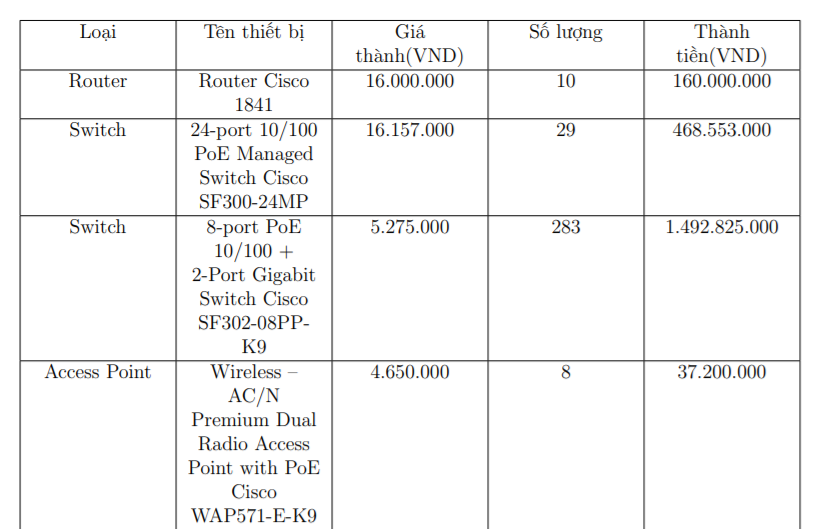 Loại Tên thiết bị Giá Số lượng Thành
thành(VND) tiền(VND)
Router Router Cisco 16.000.000 10 160.000.000
1841
Switch 24-port 10/100 16.157.000 29 468.553.000
PoE Managed
Switch Cisco
SF300-24MP
Switch 8-port PoE 5.275.000 283 1.492.825.000
10/100 +
2-Port Gigabit
Switch Cisco
SF302-08PP-
K9
Access Point Wireless – 4.650.000 8 37.200.000
AC/N
Premium Dual
Radio Access
Point with PoE
Cisco
WAP571-E-K9